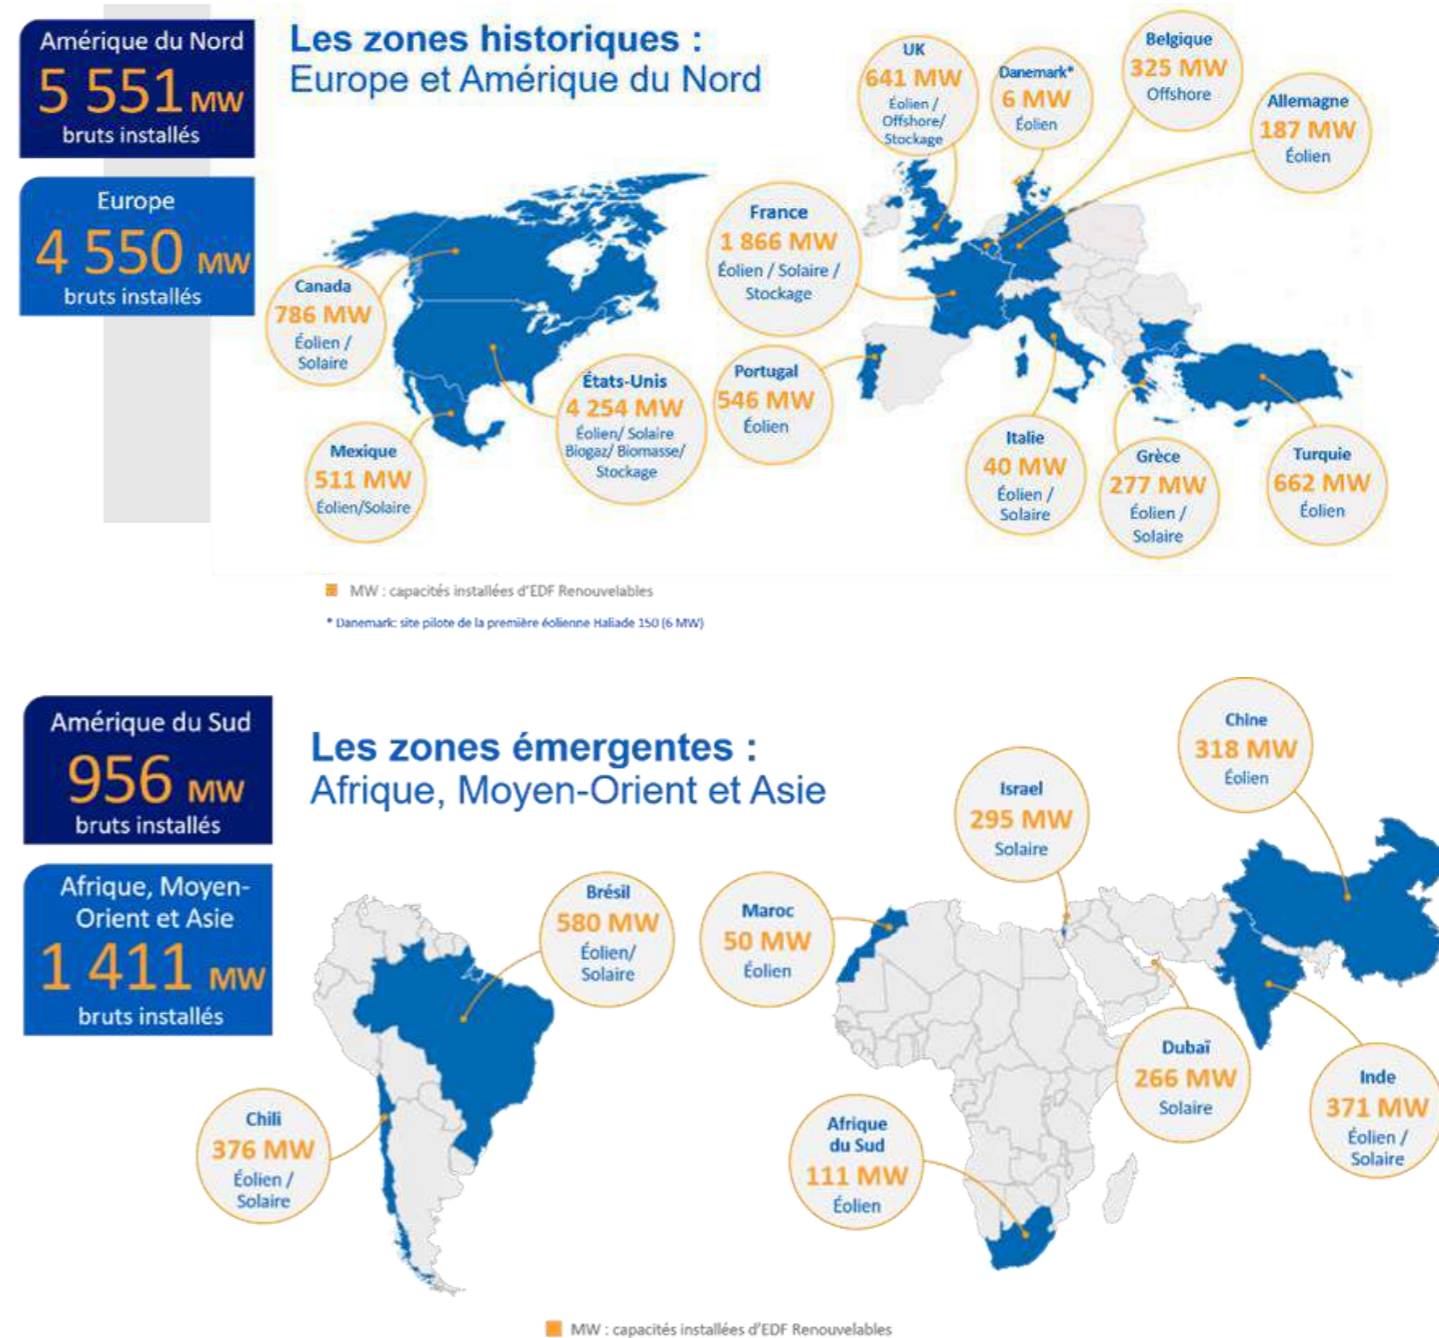 Amérique du Nord
5 551 MW
bruts installés
Europe
4 550 MW
bruts installés
Les zones historiques :
Europe et Amérique du Nord
UK
641 MW
Éolien /
Offshore/
Stockage
Danemark*
6 MW
Éolien
Belgique
325 MW
Offshore
Allemagne
187 MW
Éolien
France
1 866 MW
Éolien / Solaire /
Stockage
Canada
786 MW
Éolien /
Solaire
États-Unis
4 254 MW
Éolien/ Solaire
Biogaz/ Biomasse/
Stockage
Mexique
511 MW
Éolien/Solaire
Portugal
546 MW
Éolien
Italie
40 MW
Éolien /
Solaire
Grèce
277 MW
Éolien /
Solaire
Turquie
662 MW
Éolien
MW : capacités installées d'EDF Renouvelables
* Danemark: site pilote de la première éolienne Haliade 150 (6 MW)
Amérique du Sud
956 MW
bruts installés
Afrique, Moyen-
Orient et Asie
1 411 MW
bruts installés
Les zones émergentes :
Afrique, Moyen-Orient et Asie
Chine
318 MW
Éolien
Israel
295 MW
Solaire
Brésil
580 MW
Éolien/
Solaire
Maroc
50 MW
Éolien
Dubaï
266 MW
Solaire
Inde
371 MW
Éolien /
Solaire
Chili
376 MW
Éolien /
Solaire
Afrique
du Sud
111 MW
Éolien
MW : capacités installées d'EDF Renouvelables